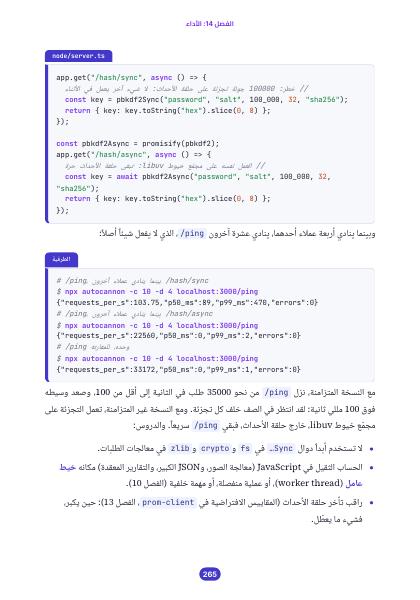 الفصل 14: الأداء
node/server.ts
app.get("/hash/sync", async () => {
// خطر: 100000 جولة تجزئة على حلقة الأحداث: لا شيء آخر يعمل في الأثناء
const key = pbkdf2Sync("password", "salt", 100_000, 32, "sha256");
return { key: key.toString("hex").slice(0, 8) };
});
const pbkdf2Async = promisify(pbkdf2);
app.get("/hash/async", async () => {
// العمل نفسه على مجمّع خيوط libuv: تبقى حلقة الأحداث حرة
const key = await pbkdf2Async("password", "salt", 100_000, 32,
"sha256");
return { key: key.toString("hex").slice(0, 8) };
});
وبينما ينادي أربعة عملاء أحدهما، ينادي عشرة آخرون /ping، الذي لا يفعل شيئاً أصلاً:
الطرفية
# /ping، بينما ينادي عملاء آخرون /hash/sync
$ npx autocannon -c 10 -d 4 localhost:3000/ping
{"requests_per_s":103.75,"p50_ms":89,"p99_ms":470,"errors":0}
# /ping، بينما ينادي عملاء آخرون /hash/async
$ npx autocannon -c 10 -d 4 localhost:3000/ping
{"requests_per_s":22560,"p50_ms":0,"p99_ms":2,"errors":0}
# /ping وحده، للمقارنة
$ npx autocannon -c 10 -d 4 localhost:3000/ping
{"requests_per_s":33172,"p50_ms":0,"p99_ms":1,"errors":0}
مع النسخة المتزامنة، نزل /ping من نحو 35000 طلب في الثانية إلى أقل من 100، وصعد وسيطه
فوق 100 مللي ثانية: لقد انتظر في الصف خلف كل تجزئة. ومع النسخة غير المتزامنة، تعمل التجزئة على
مجمّع خيوط libuv، خارج حلقة الأحداث، فبقي /ping سريعاً. والدروس:
• لا تستخدم أبداً دوال …Sync في fs و crypto و zlib في معالجات الطلبات.
• الحساب الثقيل في JavaScript (معالجة الصور، وJSON الكبير، والتقارير المعقدة) مكانه خيط
عامل (worker thread)، أو عملية منفصلة، أو مهمة خلفية (الفصل 10).
• راقب تأخر حلقة الأحداث (المقاييس الافتراضية في prom-client، الفصل 13): حين يكبر،
فشيء ما يعطّل.
265